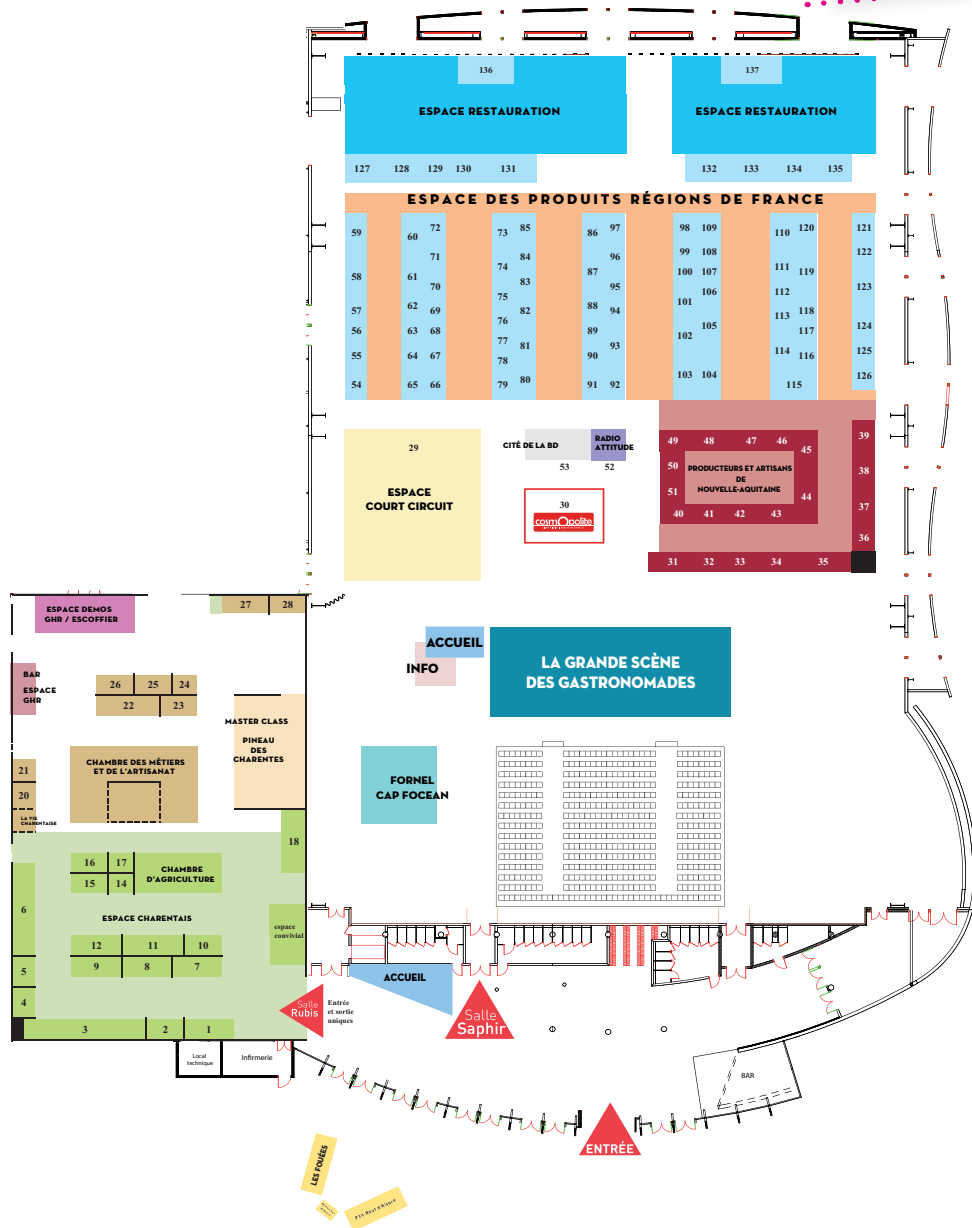 136
137
ESPACE RESTAURATION
ESPACE RESTAURATION
127 128 129 130 131
132 133 134 135
ESPACE DES PRODUITS RÉGIONS DE FRANCE
59 58 57 56 55 54
60 61 62 63 64 65
72 71 70 69 68 67 66
73 74 75 76 77 78 79
85 84 83 82 81 80
86 87 88 89 90 91
97 96 95 94 93 92
98 99 100 101 102 103
109 108 107 106 105 104
110 111 112 113 114 115
120 119 118 117 116
121 122 123 124 125 126
29
ESPACE
COURT CIRCUIT
CITÉ DE LA BD
53
RADIO
ATTITUDE
52
30
cosmopolite
49 48 47 46 45
50
51
PRODUCTEURS ET ARTISANS
DE
NOUVELLE-AQUITAINE
44
40 41 42 43
39
38
37
36
31 32 33 34 35
ESPACE DEMOS
GHR / ESCOFFIER
27 28
BAR
ESPACE
GHR
26 25 24
22 23
MASTER CLASS
PINEAU
DES
CHARENTES
CHAMBRE DES MÉTIERS
ET DE L'ARTISANAT
21
20
LA VIE
CHARENTAISE
ACCUEIL
INFO
LA GRANDE SCÈNE
DES GASTRONOMADES
FORNEL
CAP FOCEAN
18
16 17
15 14
CHAMBRE
D'AGRICULTURE
6
ESPACE CHARENTAIS
espace
convivial
12 11 10
9 8 7
5
4
3 2 1
Salle
Rubis
Entrée
et sortie
uniques
ACCUEIL
Salle
Saphir
Local
technique
Infirmerie
BAR
ENTRÉE
LES FOUÉES